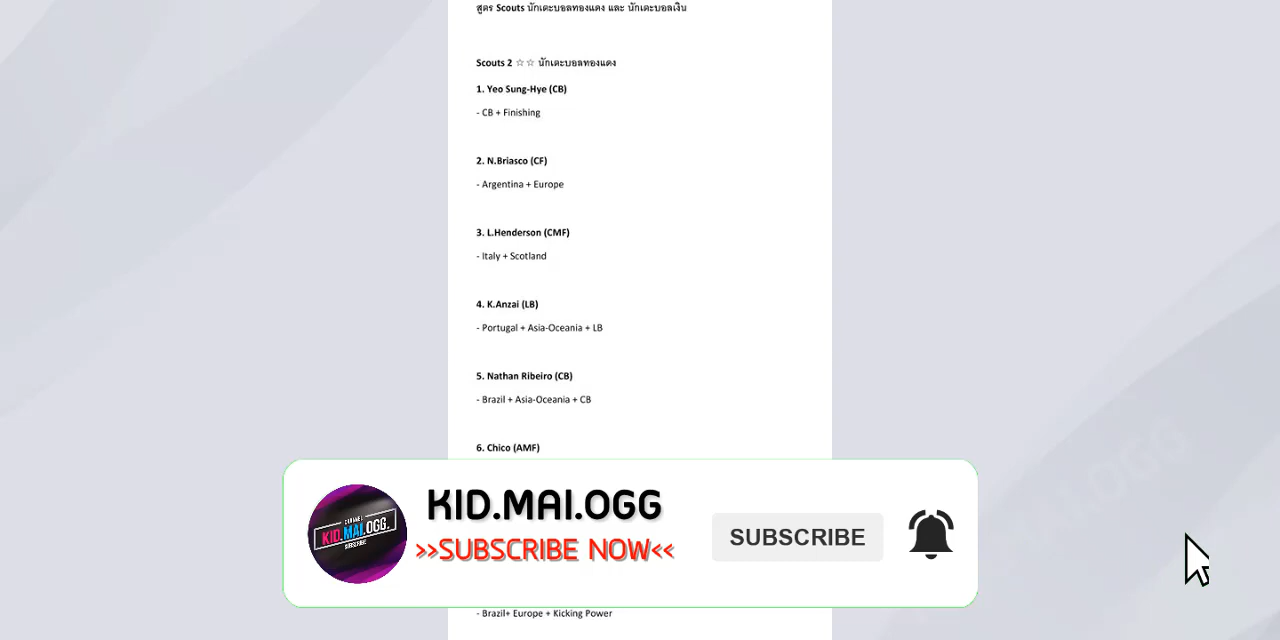 สูตร Scouts นักเตะบอลทองแดง และ นักเตะบอลเงิน
Scouts 2 ☆☆ นักเตะบอลทองแดง
1. Yeo Sung-Hye (CB)
- CB + Finishing
2. N.Briasco (CF)
- Argentina + Europe
3. L.Henderson (CMF)
- Italy + Scotland
4. K.Anzai (LB)
- Portugal + Asia-Oceania + LB
5. Nathan Ribeiro (CB)
- Brazil + Asia-Oceania + CB
6. Chico (AMF)
KID.MAI.OGG
>>SUBSCRIBE NOW<<
SUBSCRIBE
KID.MAI.OGG.
SUBSCRIBE
- Brazil+ Europe + Kicking Power